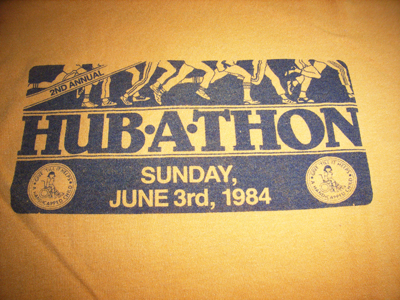 2ND ANNUAL
HUB·A·THON
SUNDAY,
JUNE 3rd, 1984